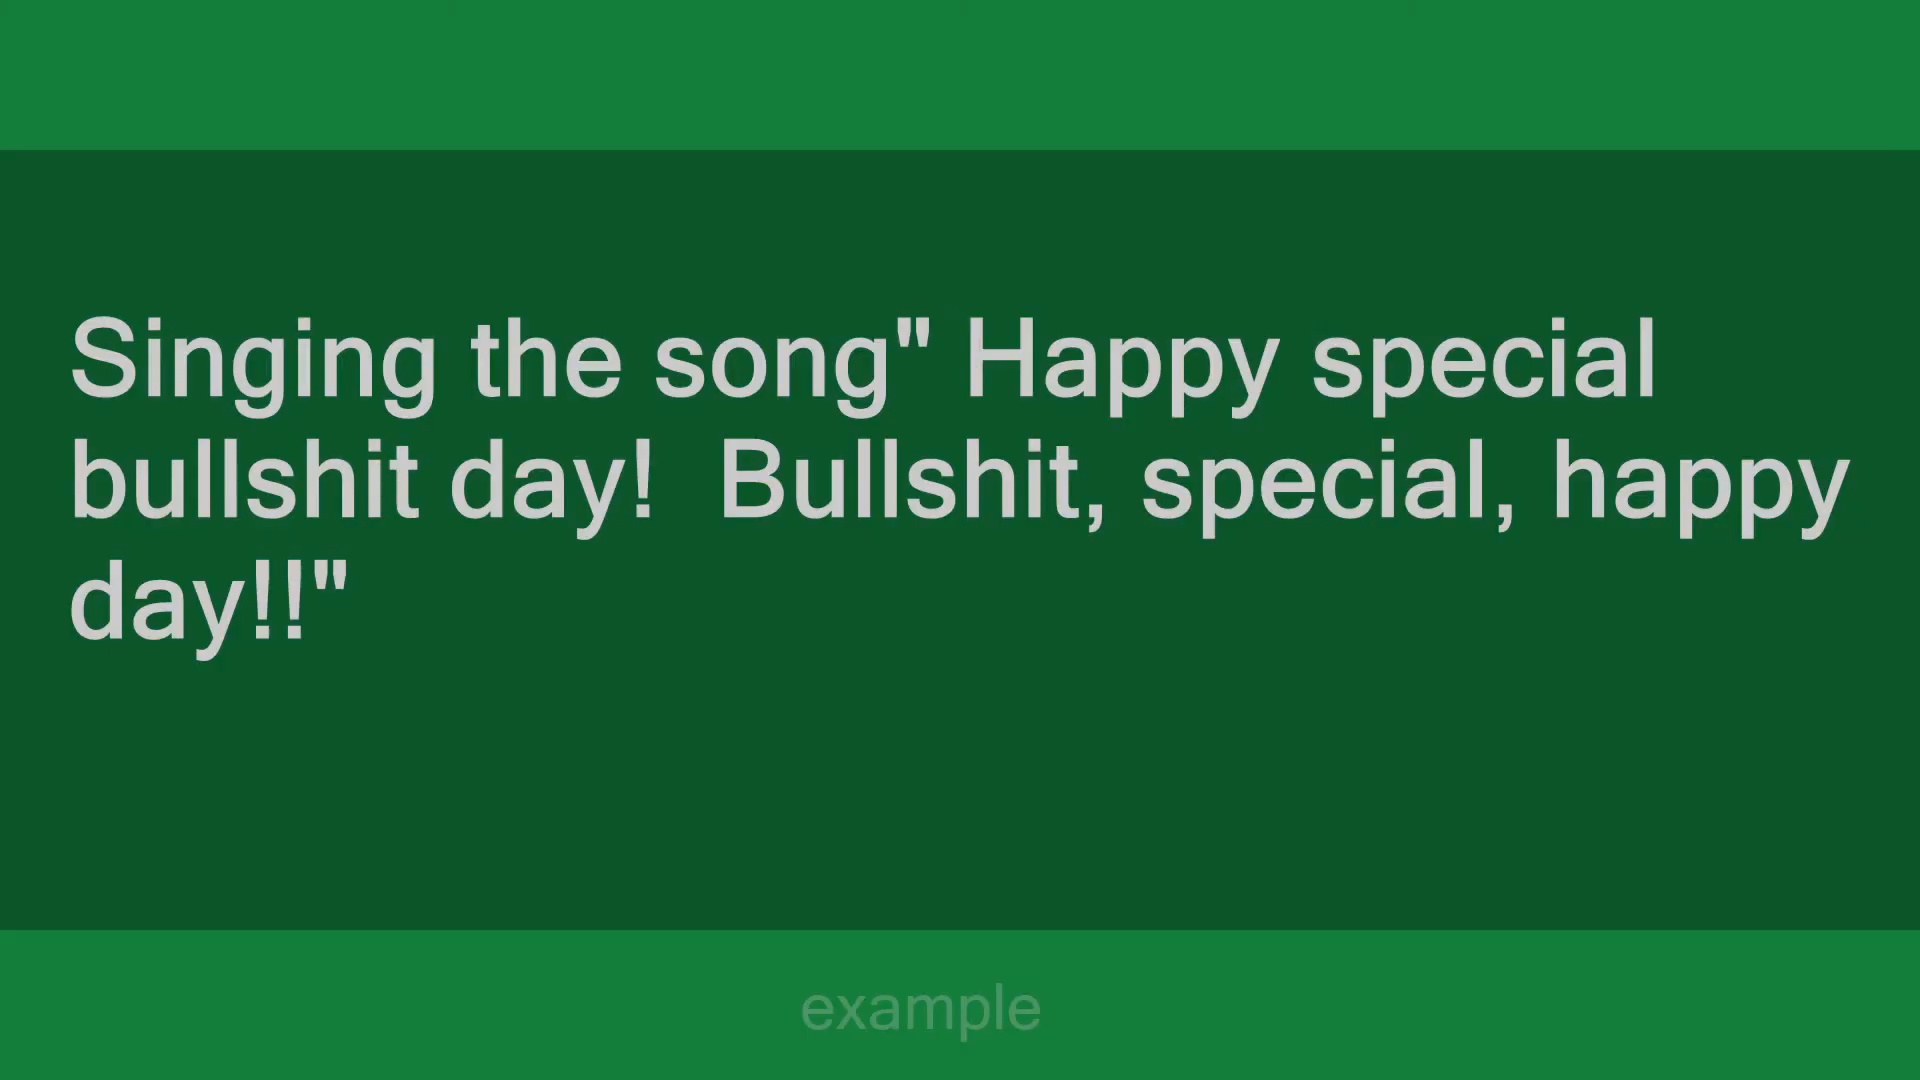 Singing the song" Happy special
bullshit day!  Bullshit, special, happy
day!!"
example